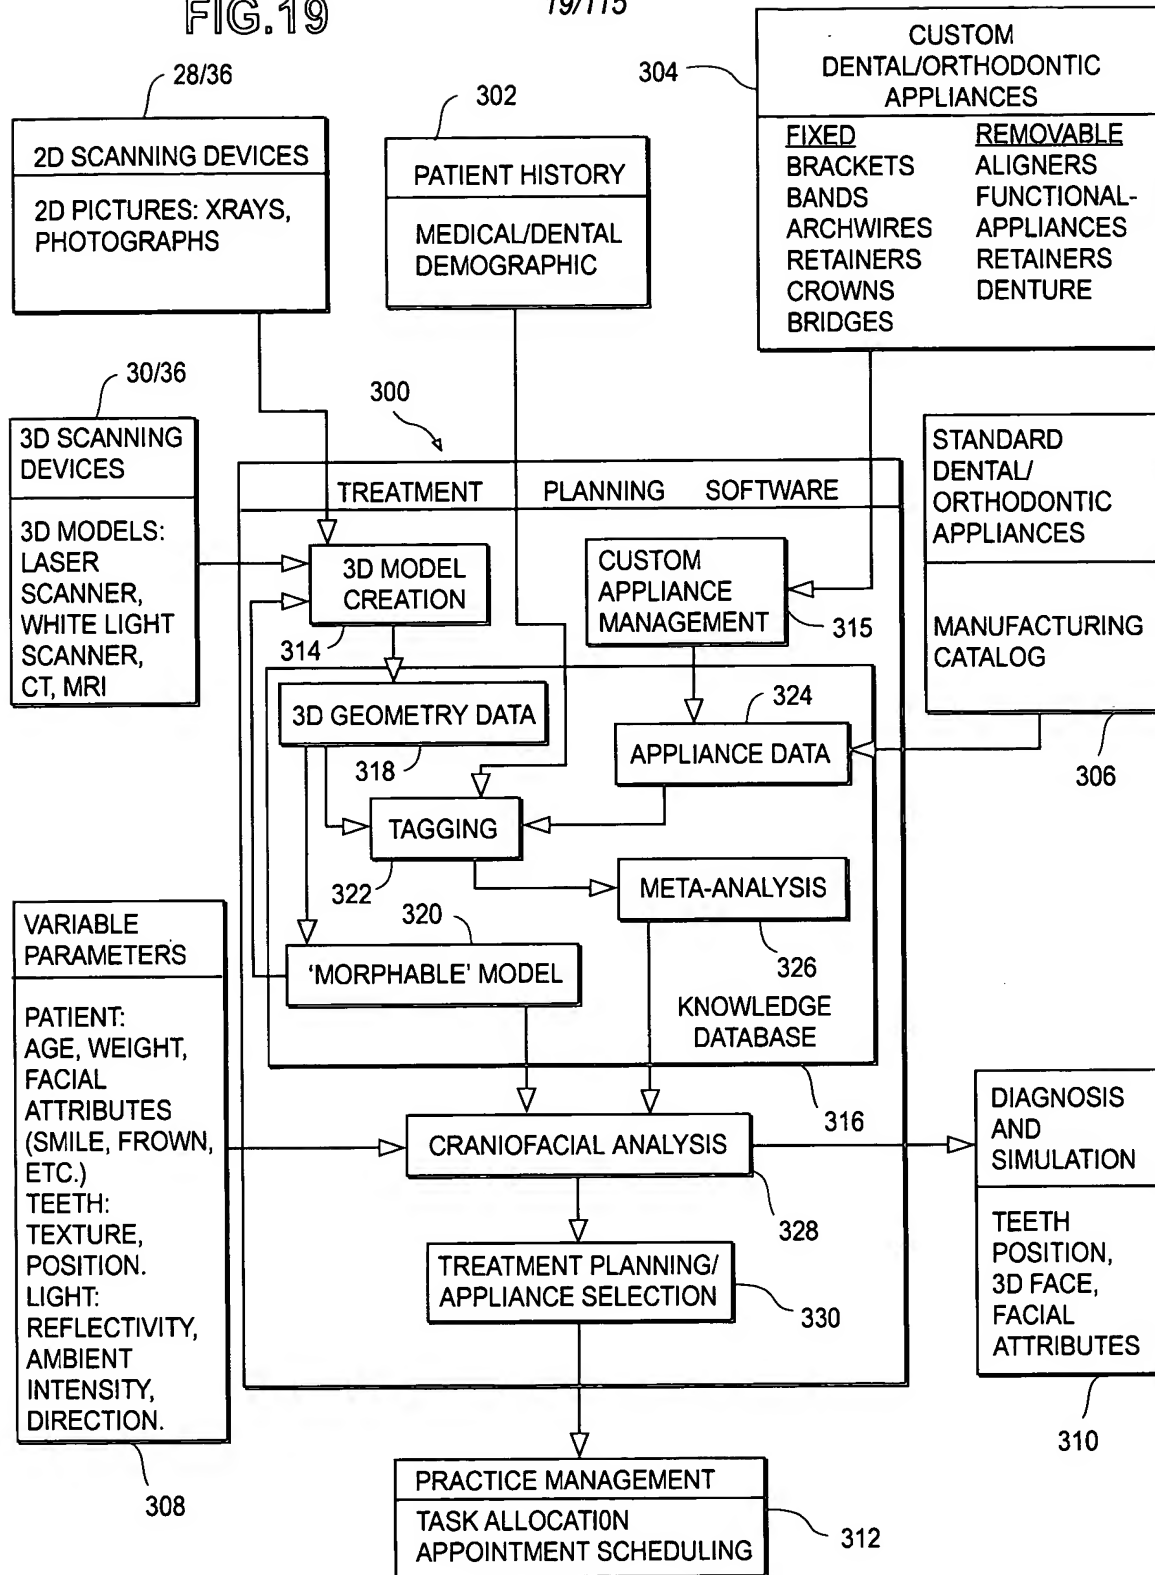 FIG.19
19/115
28/36
2D SCANNING DEVICES
2D PICTURES: XRAYS,
PHOTOGRAPHS
302
PATIENT HISTORY
MEDICAL/DENTAL
DEMOGRAPHIC
304
CUSTOM
DENTAL/ORTHODONTIC
APPLIANCES
FIXED
BRACKETS
BANDS
ARCHWIRES
RETAINERS
CROWNS
BRIDGES
REMOVABLE
ALIGNERS
FUNCTIONAL-
APPLIANCES
RETAINERS
DENTURE
30/36
3D SCANNING
DEVICES
3D MODELS:
LASER
SCANNER,
WHITE LIGHT
SCANNER,
CT, MRI
300
TREATMENT PLANNING SOFTWARE
3D MODEL
CREATION
314
CUSTOM
APPLIANCE
MANAGEMENT
315
STANDARD
DENTAL/
ORTHODONTIC
APPLIANCES
MANUFACTURING
CATALOG
306
3D GEOMETRY DATA
318
324
APPLIANCE DATA
TAGGING
322
META-ANALYSIS
326
320
'MORPHABLE' MODEL
KNOWLEDGE
DATABASE
316
VARIABLE
PARAMETERS
PATIENT:
AGE, WEIGHT,
FACIAL
ATTRIBUTES
(SMILE, FROWN,
ETC.)
TEETH:
TEXTURE,
POSITION.
LIGHT:
REFLECTIVITY,
AMBIENT
INTENSITY,
DIRECTION.
308
CRANIOFACIAL ANALYSIS
328
TREATMENT PLANNING/
APPLIANCE SELECTION
330
DIAGNOSIS
AND
SIMULATION
TEETH
POSITION,
3D FACE,
FACIAL
ATTRIBUTES
310
PRACTICE MANAGEMENT
TASK ALLOCATION
APPOINTMENT SCHEDULING
312